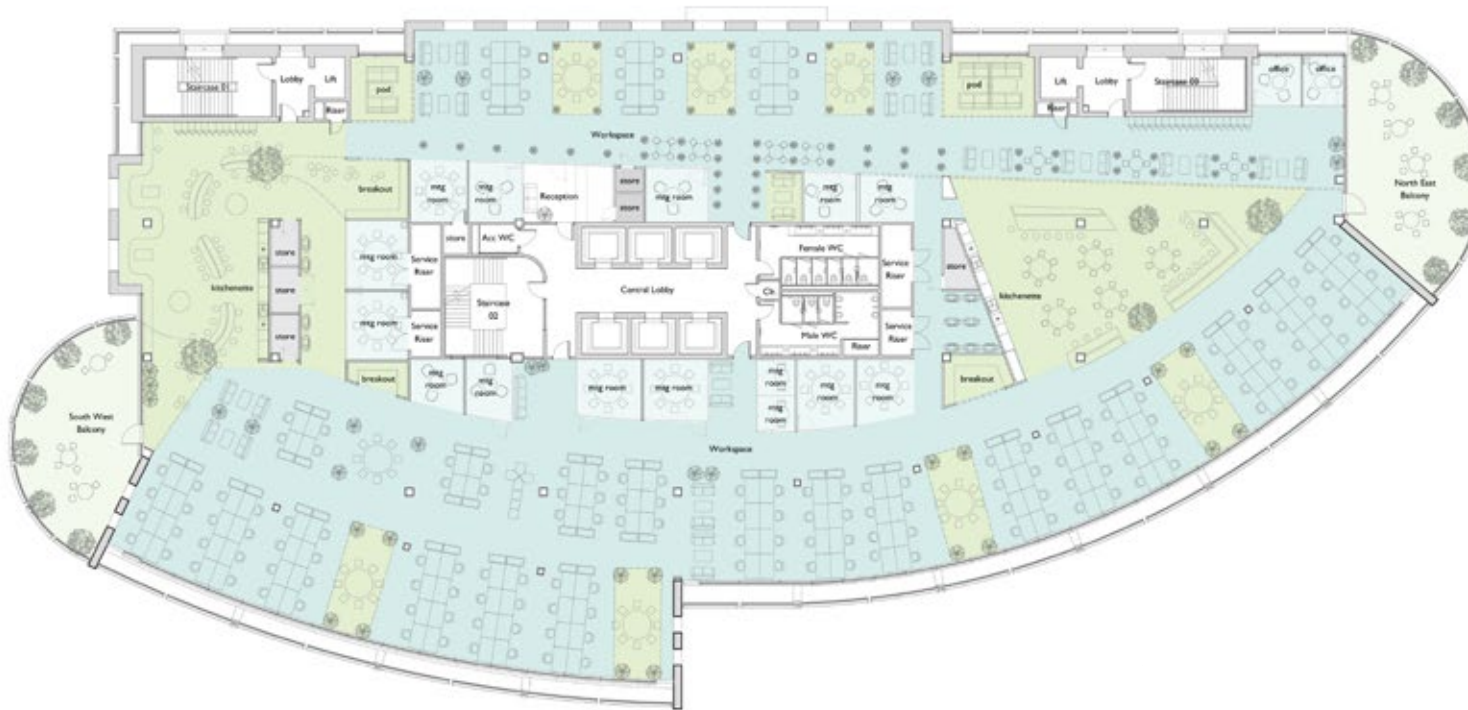 Staircase 01
Lobby
Lift
Riser
pod
pod
Lift
Lobby
Riser
Staircase 03
office
office
Workspace
North East
Balcony
breakout
mtg
room
mtg
room
Reception
store
store
mtg room
mtg
room
mtg
room
store
Acc WC
Female WC
Service
Riser
mtg room
Service
Riser
store
store
store
kitchenette
Staircase
02
Central Lobby
Male WC
Riser
Service
Riser
store
kitchenette
mtg room
Service
Riser
breakout
mtg
room
mtg
room
mtg room
mtg room
mtg
room
mtg
room
mtg
room
mtg
room
breakout
South West
Balcony
Workspace